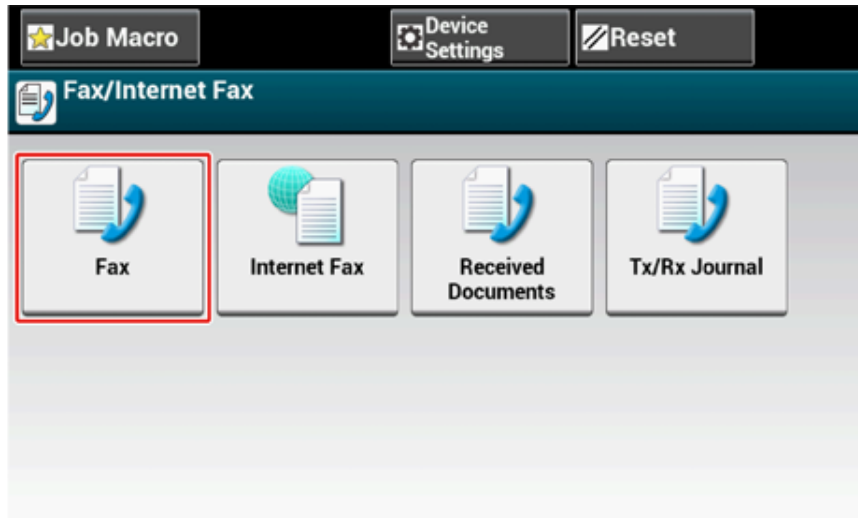 Job Macro
Device
Settings
Reset
Fax/Internet Fax
Fax
Internet Fax
Received
Documents
Tx/Rx Journal